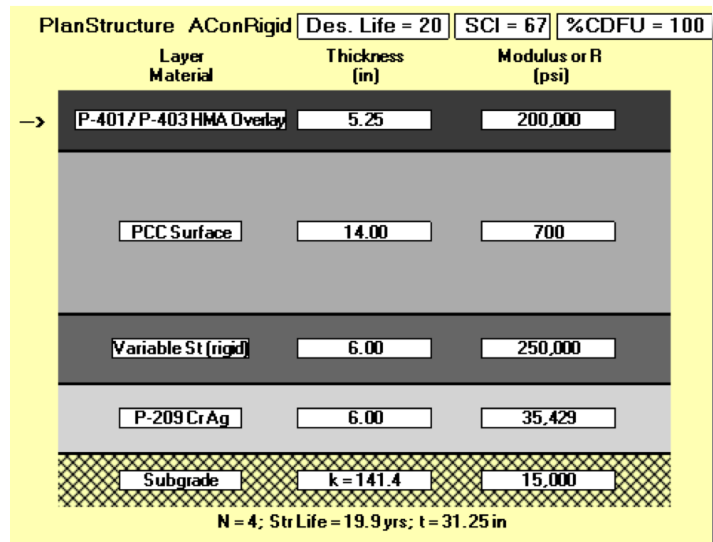 PlanStructure AConRigid Des. Life = 20 SCI = 67 %CDFU = 100
Layer Material Thickness (in) Modulus or R (psi)
--> P-401 / P-403 HMA Overlay 5.25 200,000
PCC Surface 14.00 700
Variable St (rigid) 6.00 250,000
P-209 Cr Ag 6.00 35,429
Subgrade k = 141.4 15,000
N = 4; Str Life = 19.9 yrs; t = 31.25 in